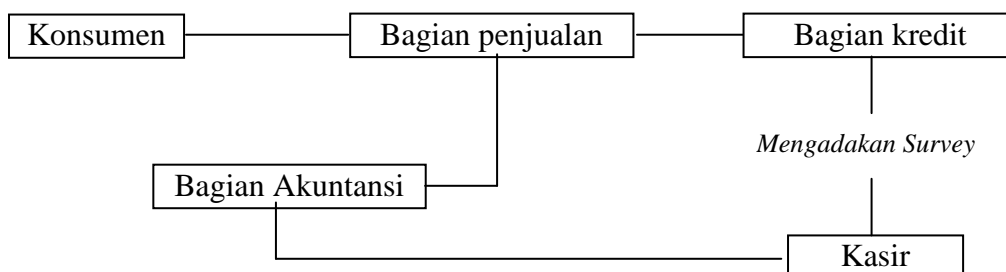 Konsumen
Bagian penjualan
Bagian kredit
Mengadakan Survey
Bagian Akuntansi
Kasir